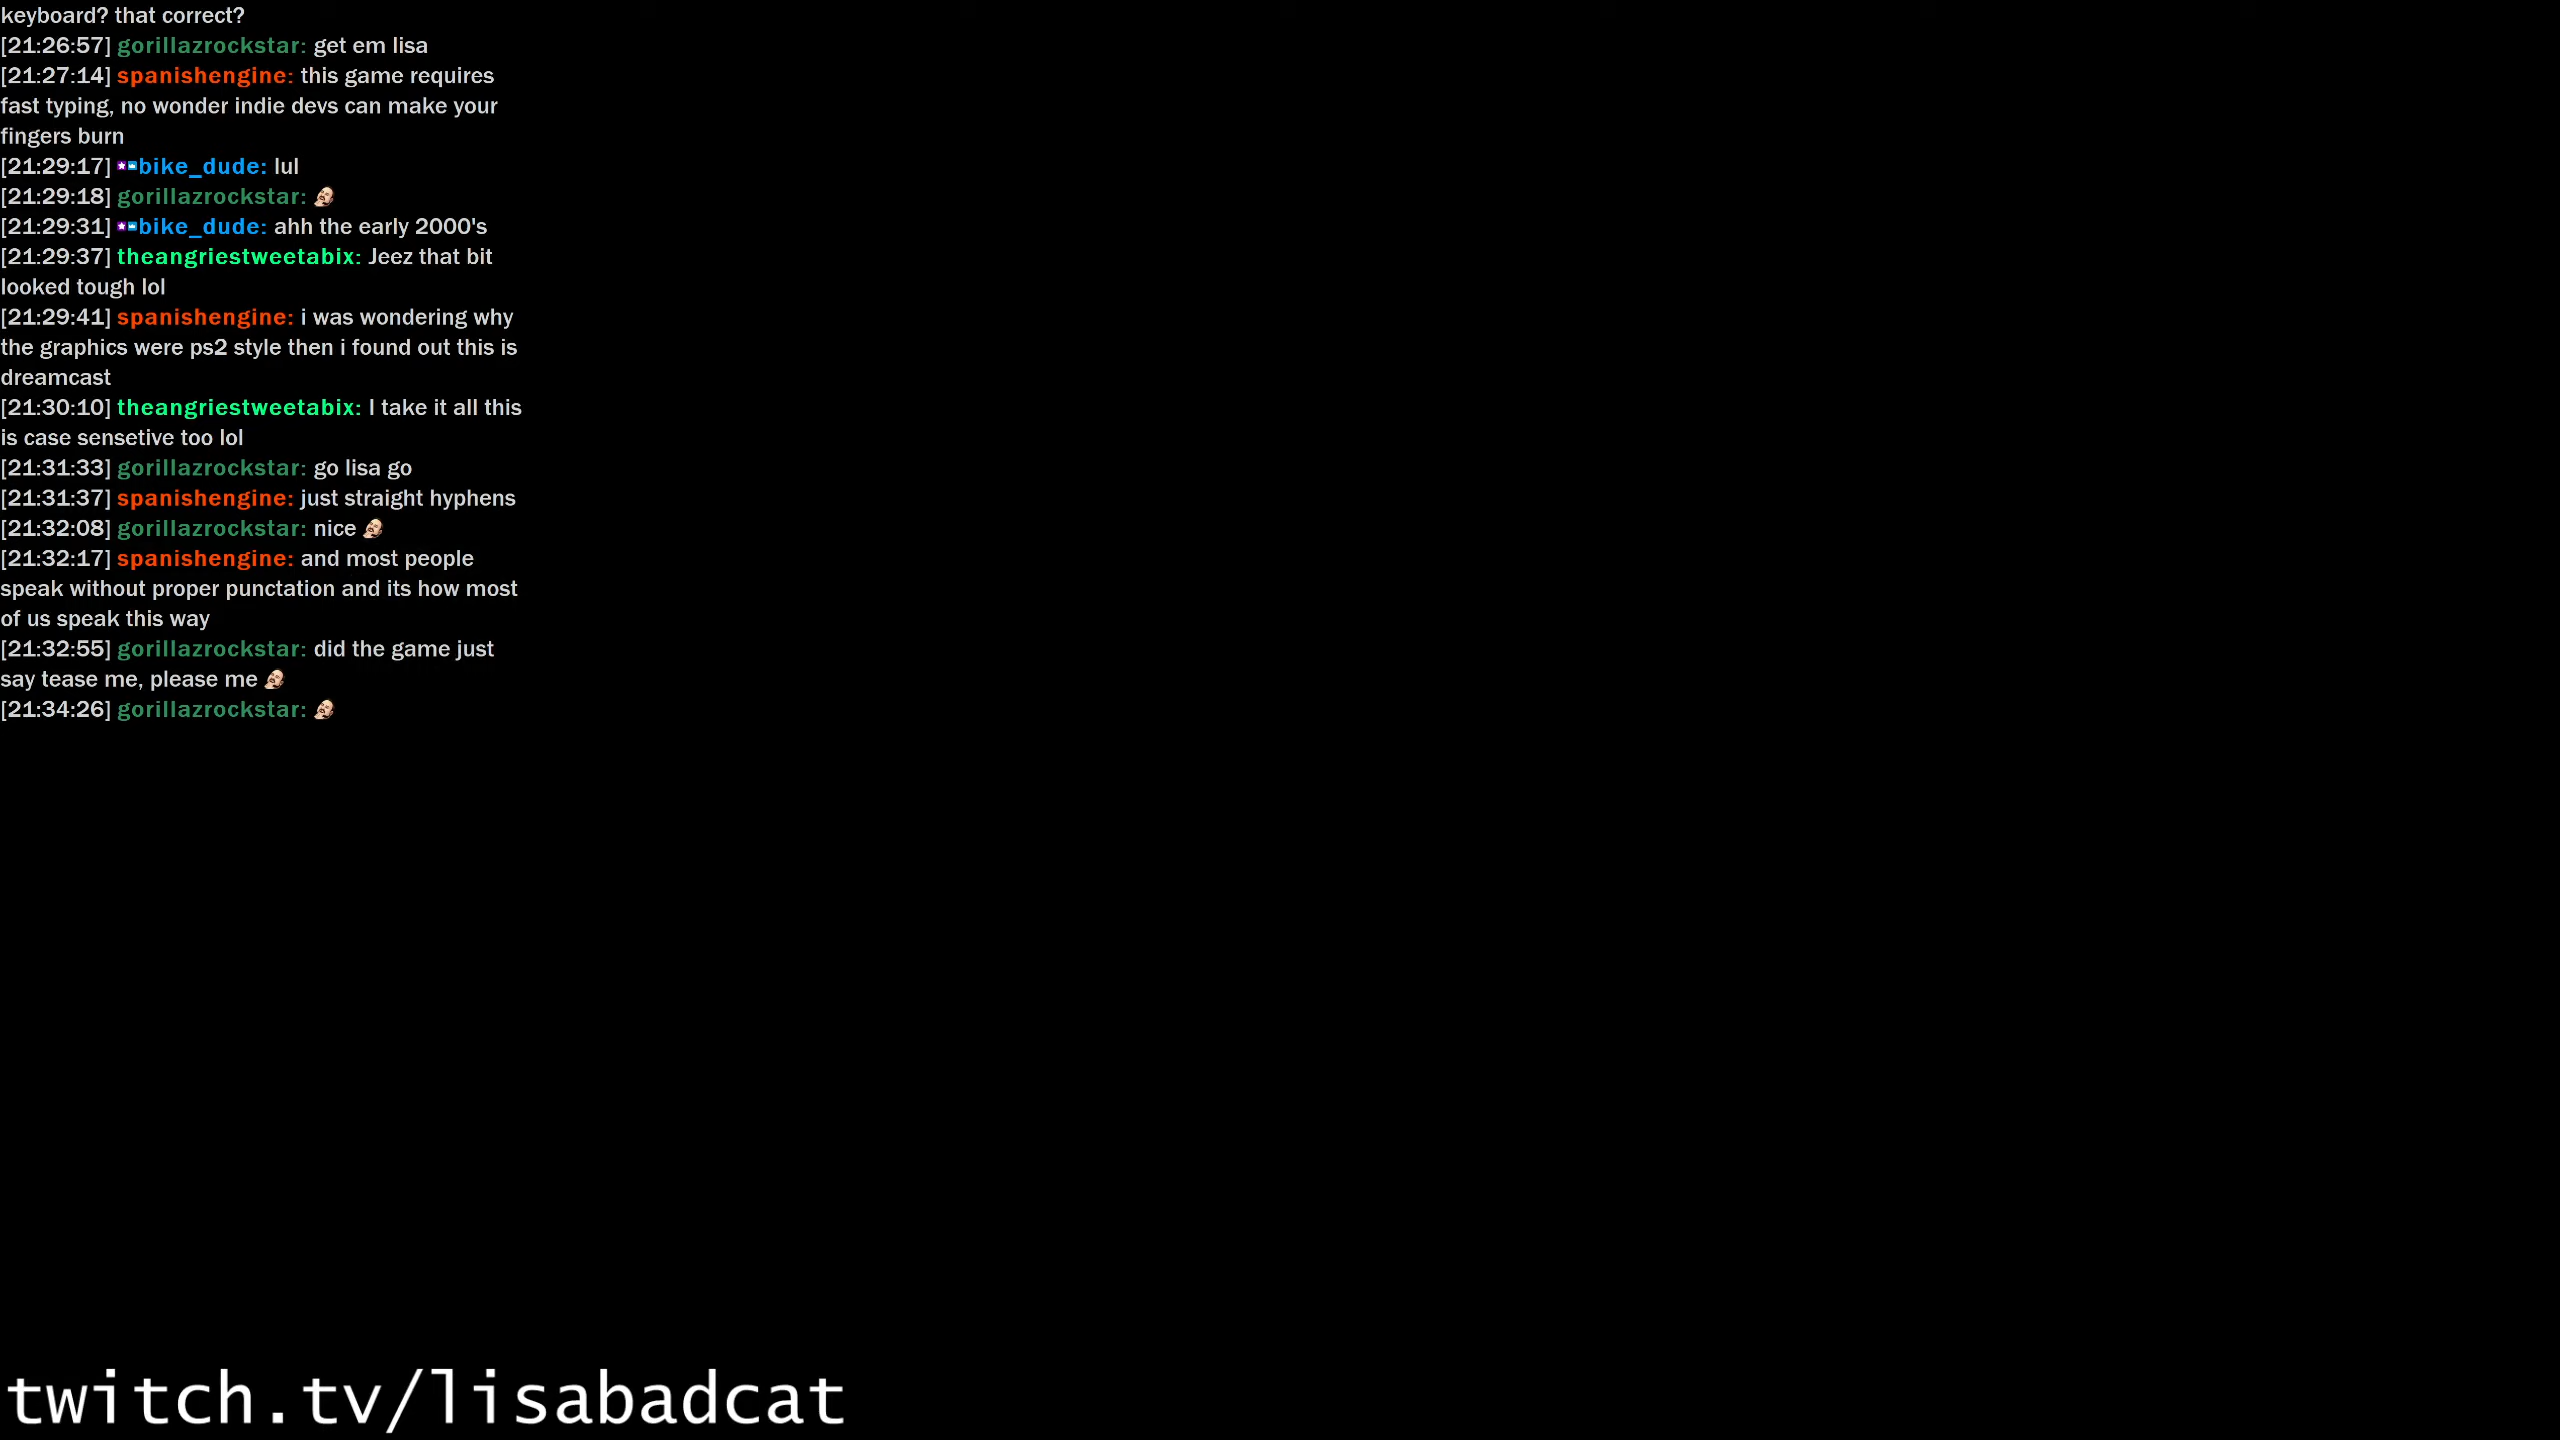 keyboard? that correct?
[21:26:57] gorillazrockstar: get em lisa
[21:27:14] spanishengine: this game requires
fast typing, no wonder indie devs can make your
fingers burn
[21:29:17] bike_dude: lul
[21:29:18] gorillazrockstar:
[21:29:31] bike_dude: ahh the early 2000's
[21:29:37] theangriestweetabix: Jeez that bit
looked tough lol
[21:29:41] spanishengine: i was wondering why
the graphics were ps2 style then i found out this is
dreamcast
[21:30:10] theangriestweetabix: I take it all this
is case sensetive too lol
[21:31:33] gorillazrockstar: go lisa go
[21:31:37] spanishengine: just straight hyphens
[21:32:08] gorillazrockstar: nice
[21:32:17] spanishengine: and most people
speak without proper punctation and its how most
of us speak this way
[21:32:55] gorillazrockstar: did the game just
say tease me, please me
[21:34:26] gorillazrockstar:
twitch.tv/lisabadcat